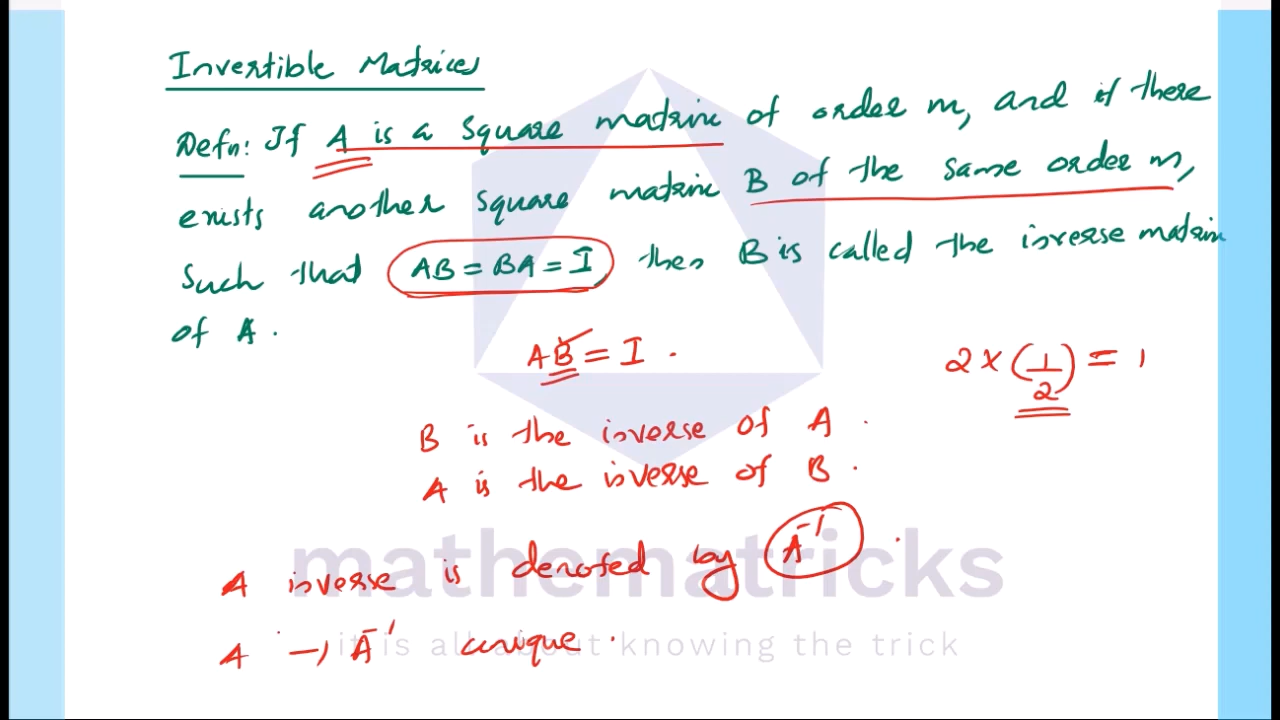 Invertible Matrices
Defn: If A is a square matrix of order m, and if there
exists another square matrix B of the same order m,
Such that AB = BA = I, then B is called the inverse matrix
of A.
AB = I.
2 × (1/2) = 1
B is the inverse of A.
A is the inverse of B.
A inverse is denoted by A⁻¹.
mathematricks
A → A⁻¹ unique.
it is all about knowing the trick